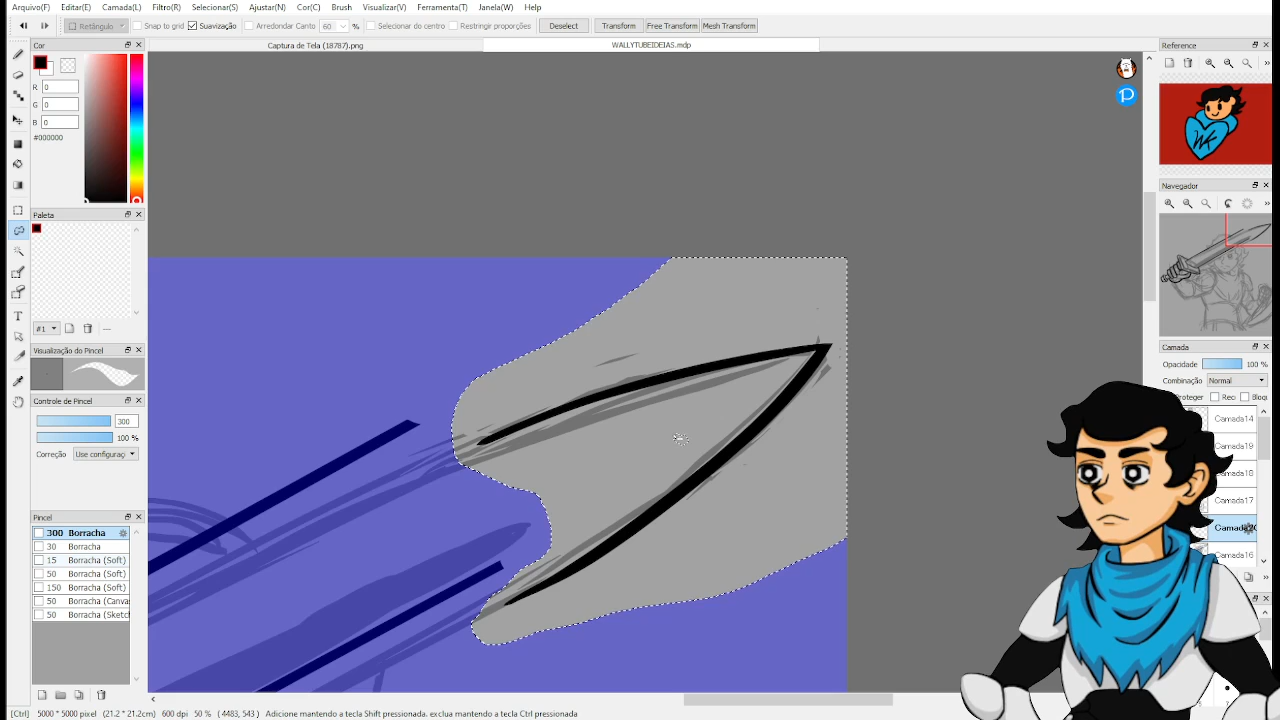 Arquivo(F) Editar(E) Camada(L) Filtro(R) Selecionar(S) Ajustar(N) Cor(C) Brush Visualizar(V) Ferramenta(T) Janela(W) Help
Retângulo Snap to grid Suavização Arredondar Canto 60 % Selecionar do centro Restringir proporções Deselect Transform Free Transform Mesh Transform
Cor
Captura de Tela (18787).png
WALLYTUBEIDEIAS.mdp
Reference
R 0
G 0
B 0
#000000
Navegador
Paleta
#1
Visualização do Pincel
Camada
Opacidade 100 %
Combinação Normal
Controle de Pincel
300
100 %
Correção Use configuraç
Camada14
Camada19
Camada18
Camada17
Camada16
Pincel
300 Borracha
30 Borracha
15 Borracha (Soft)
50 Borracha (Soft)
150 Borracha (Soft)
50 Borracha (Canva
50 Borracha (Sketch
[Ctrl] 5000 * 5000 pixel (21.2 * 21.2cm) 600 dpi 50 % ( 4483, 543 ) Adicione mantendo a tecla Shift pressionada. exclua mantendo a tecla Ctrl pressionada